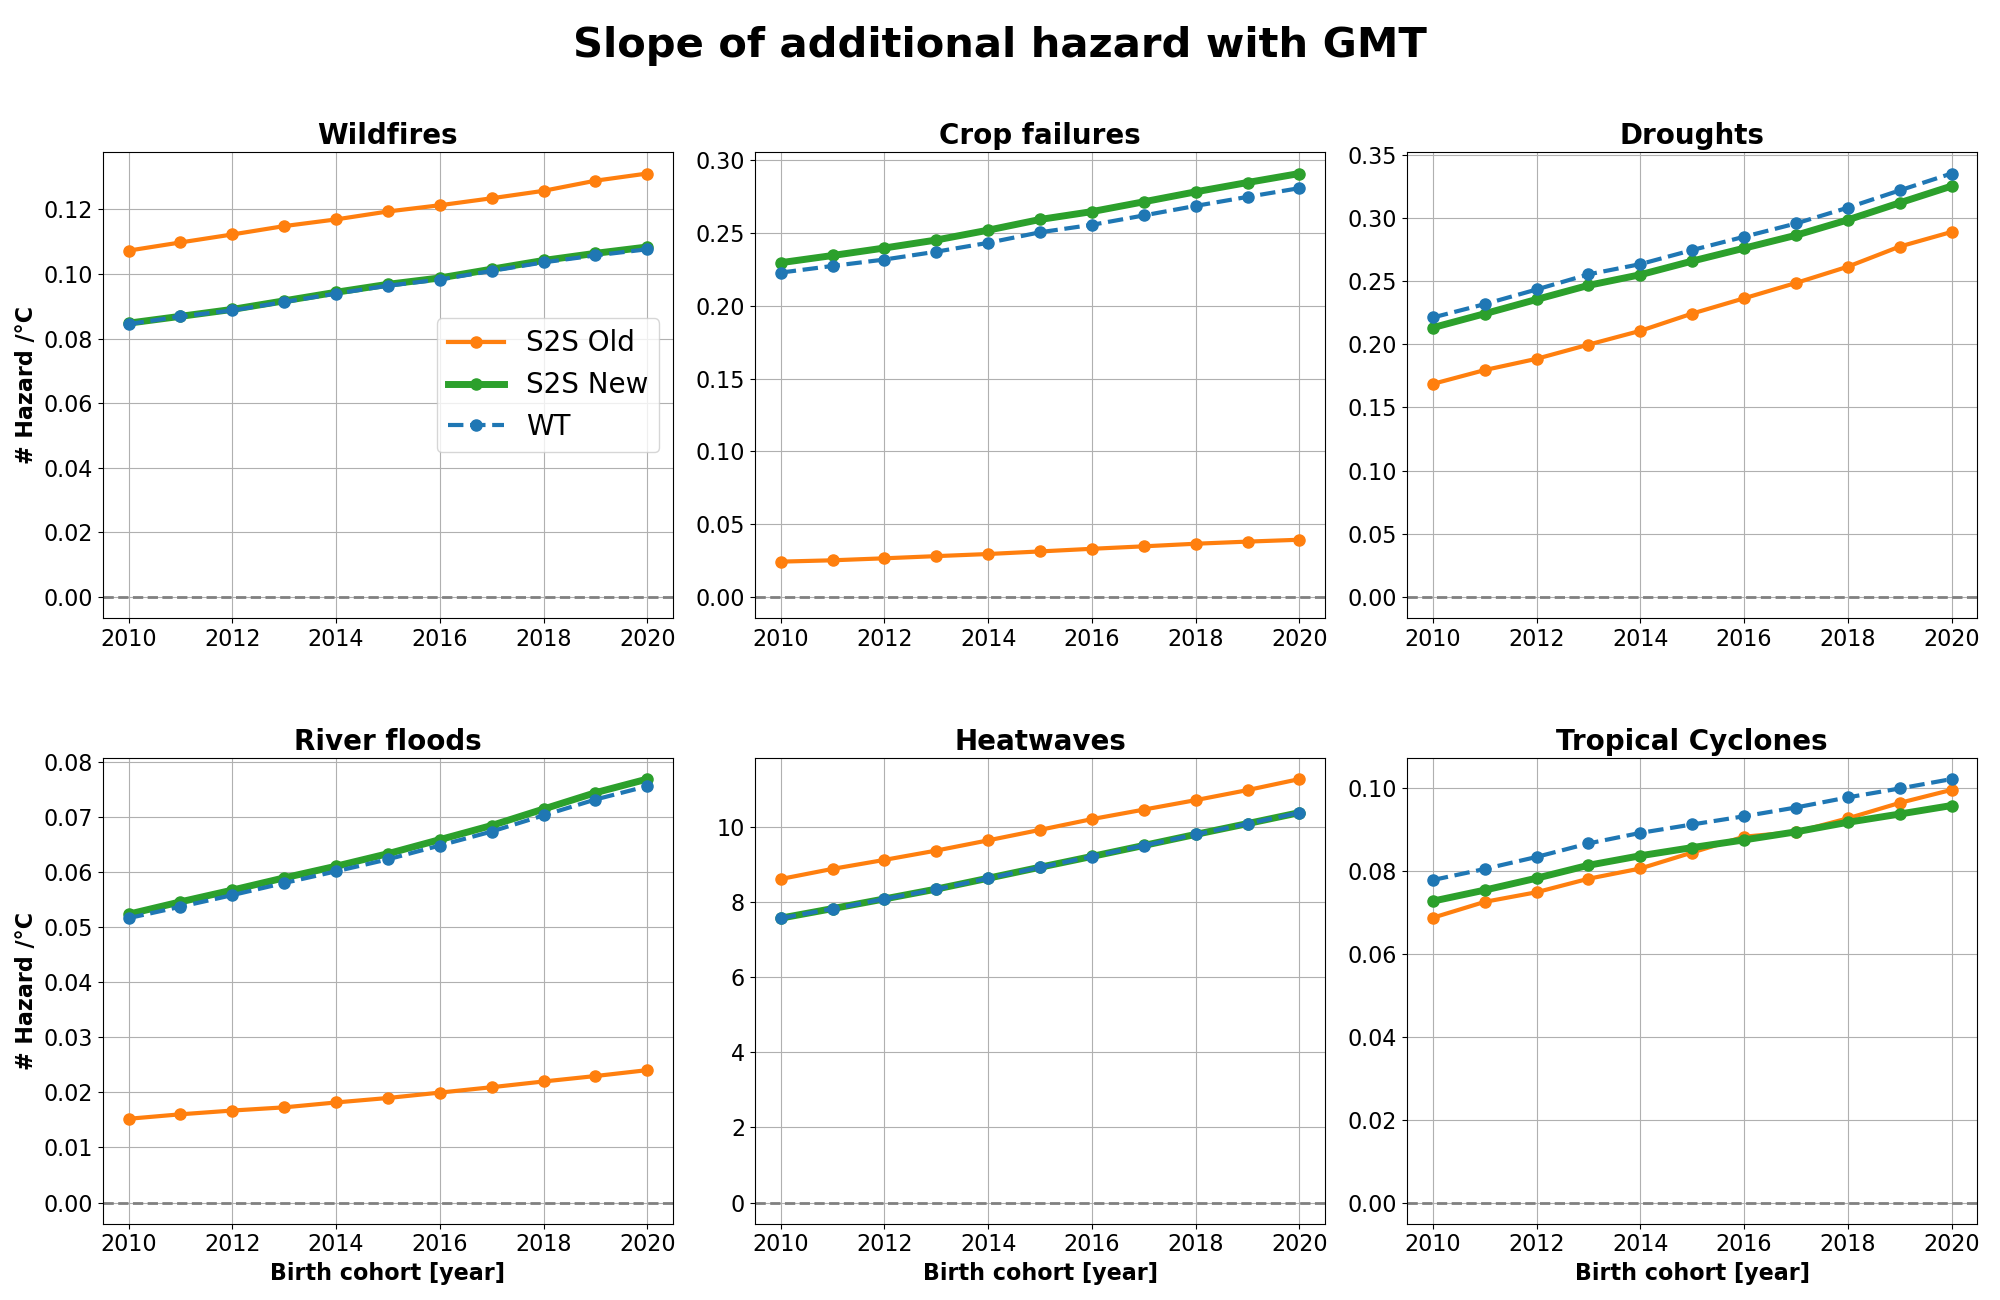 Slope of additional hazard with GMT
Wildfires
# Hazard /°C
0.12
0.10
0.08
0.06
0.04
0.02
0.00
2010 2012 2014 2016 2018 2020
S2S Old
S2S New
WT
Crop failures
0.30
0.25
0.20
0.15
0.10
0.05
0.00
2010 2012 2014 2016 2018 2020
Droughts
0.35
0.30
0.25
0.20
0.15
0.10
0.05
0.00
2010 2012 2014 2016 2018 2020
River floods
# Hazard /°C
0.08
0.07
0.06
0.05
0.04
0.03
0.02
0.01
0.00
2010 2012 2014 2016 2018 2020
Birth cohort [year]
Heatwaves
10
8
6
4
2
0
2010 2012 2014 2016 2018 2020
Birth cohort [year]
Tropical Cyclones
0.10
0.08
0.06
0.04
0.02
0.00
2010 2012 2014 2016 2018 2020
Birth cohort [year]